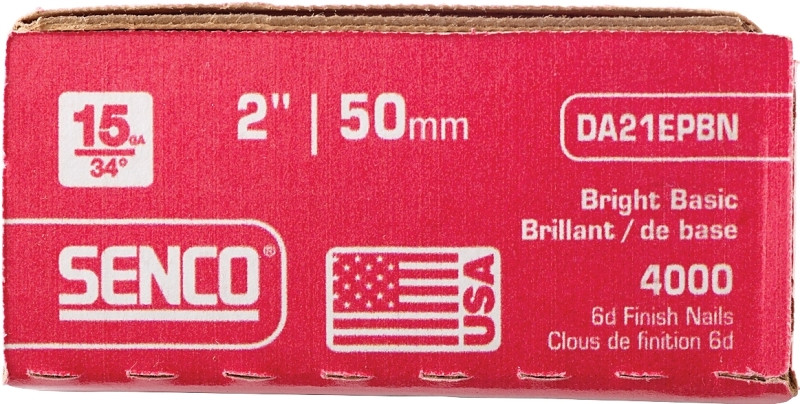 15 GA
34°
2" | 50mm
DA21EPBN
Bright Basic
Brillant / de base
SENCO®
USA
4000
6d Finish Nails
Clous de finition 6d